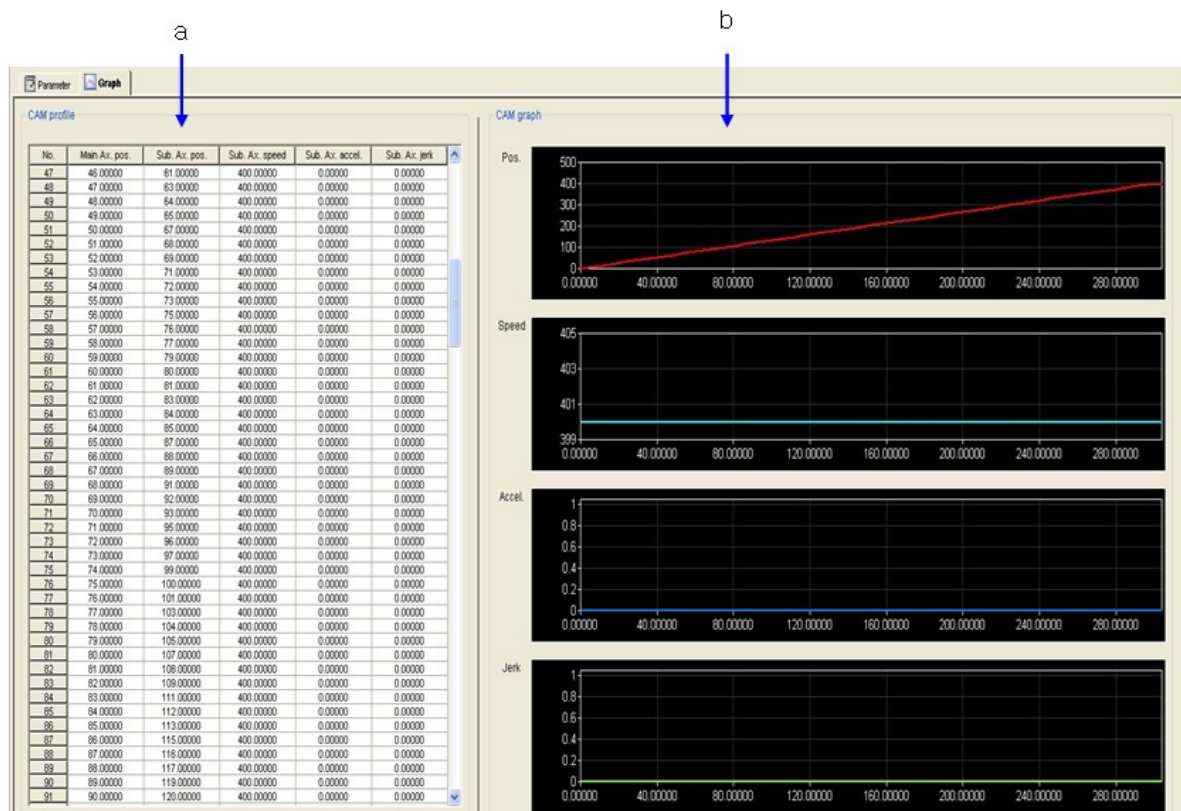 a
b
Parameter Graph
CAM profile
No. Main Ax. pos. Sub. Ax. pos. Sub. Ax. speed Sub. Ax. accel. Sub. Ax. jerk
47 46.00000 61.00000 400.00000 0.00000 0.00000
48 47.00000 63.00000 400.00000 0.00000 0.00000
49 48.00000 64.00000 400.00000 0.00000 0.00000
50 49.00000 65.00000 400.00000 0.00000 0.00000
51 50.00000 67.00000 400.00000 0.00000 0.00000
52 51.00000 68.00000 400.00000 0.00000 0.00000
53 52.00000 69.00000 400.00000 0.00000 0.00000
54 53.00000 71.00000 400.00000 0.00000 0.00000
55 54.00000 72.00000 400.00000 0.00000 0.00000
56 55.00000 73.00000 400.00000 0.00000 0.00000
57 56.00000 75.00000 400.00000 0.00000 0.00000
58 57.00000 76.00000 400.00000 0.00000 0.00000
59 58.00000 77.00000 400.00000 0.00000 0.00000
60 59.00000 79.00000 400.00000 0.00000 0.00000
61 60.00000 80.00000 400.00000 0.00000 0.00000
62 61.00000 81.00000 400.00000 0.00000 0.00000
63 62.00000 83.00000 400.00000 0.00000 0.00000
64 63.00000 84.00000 400.00000 0.00000 0.00000
65 64.00000 85.00000 400.00000 0.00000 0.00000
66 65.00000 87.00000 400.00000 0.00000 0.00000
67 66.00000 88.00000 400.00000 0.00000 0.00000
68 67.00000 89.00000 400.00000 0.00000 0.00000
69 68.00000 91.00000 400.00000 0.00000 0.00000
70 69.00000 92.00000 400.00000 0.00000 0.00000
71 70.00000 93.00000 400.00000 0.00000 0.00000
72 71.00000 95.00000 400.00000 0.00000 0.00000
73 72.00000 96.00000 400.00000 0.00000 0.00000
74 73.00000 97.00000 400.00000 0.00000 0.00000
75 74.00000 99.00000 400.00000 0.00000 0.00000
76 75.00000 100.00000 400.00000 0.00000 0.00000
77 76.00000 101.00000 400.00000 0.00000 0.00000
78 77.00000 103.00000 400.00000 0.00000 0.00000
79 78.00000 104.00000 400.00000 0.00000 0.00000
80 79.00000 105.00000 400.00000 0.00000 0.00000
81 80.00000 107.00000 400.00000 0.00000 0.00000
82 81.00000 108.00000 400.00000 0.00000 0.00000
83 82.00000 109.00000 400.00000 0.00000 0.00000
84 83.00000 111.00000 400.00000 0.00000 0.00000
85 84.00000 112.00000 400.00000 0.00000 0.00000
86 85.00000 113.00000 400.00000 0.00000 0.00000
87 86.00000 115.00000 400.00000 0.00000 0.00000
88 87.00000 116.00000 400.00000 0.00000 0.00000
89 88.00000 117.00000 400.00000 0.00000 0.00000
90 89.00000 119.00000 400.00000 0.00000 0.00000
91 90.00000 120.00000 400.00000 0.00000 0.00000
CAM graph
Pos.
500
400
300
200
100
0
0.00000 40.00000 80.00000 120.00000 160.00000 200.00000 240.00000 280.00000
Speed
405
403
401
399
0.00000 40.00000 80.00000 120.00000 160.00000 200.00000 240.00000 280.00000
Accel.
1
0.8
0.6
0.4
0.2
0
0.00000 40.00000 80.00000 120.00000 160.00000 200.00000 240.00000 280.00000
Jerk
1
0.8
0.6
0.4
0.2
0
0.00000 40.00000 80.00000 120.00000 160.00000 200.00000 240.00000 280.00000